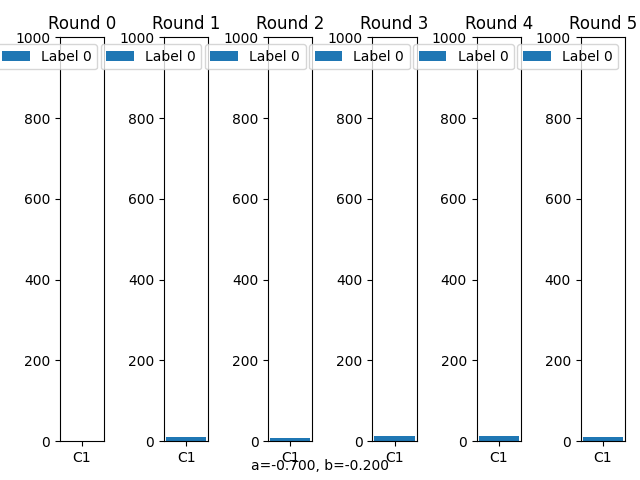 Round 0 Round 1 Round 2 Round 3 Round 4 Round 5
1000 1000 1000 1000 1000 1000
Label 0 Label 0 Label 0 Label 0 Label 0 Label 0
800 800 800 800 800 800
600 600 600 600 600 600
400 400 400 400 400 400
200 200 200 200 200 200
0 0 0 0 0 0
C1 C1 C1 C1 C1 C1
a=-0.700, b=-0.200